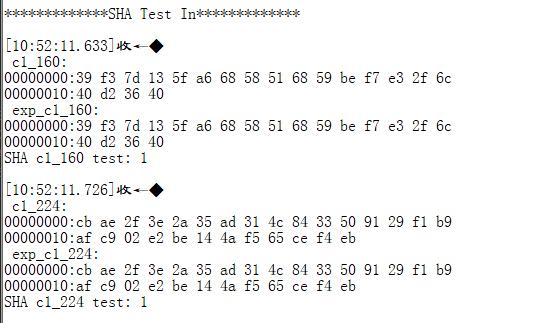 *************SHA Test In*************
[10:52:11.633]收←◆
c1_160:
00000000:39 f3 7d 13 5f a6 68 58 51 68 59 be f7 e3 2f 6c
00000010:40 d2 36 40
exp_c1_160:
00000000:39 f3 7d 13 5f a6 68 58 51 68 59 be f7 e3 2f 6c
00000010:40 d2 36 40
SHA c1_160 test: 1
[10:52:11.726]收←◆
c1_224:
00000000:cb ae 2f 3e 2a 35 ad 31 4c 84 33 50 91 29 f1 b9
00000010:af c9 02 e2 be 14 4a f5 65 ce f4 eb
exp_c1_224:
00000000:cb ae 2f 3e 2a 35 ad 31 4c 84 33 50 91 29 f1 b9
00000010:af c9 02 e2 be 14 4a f5 65 ce f4 eb
SHA c1_224 test: 1